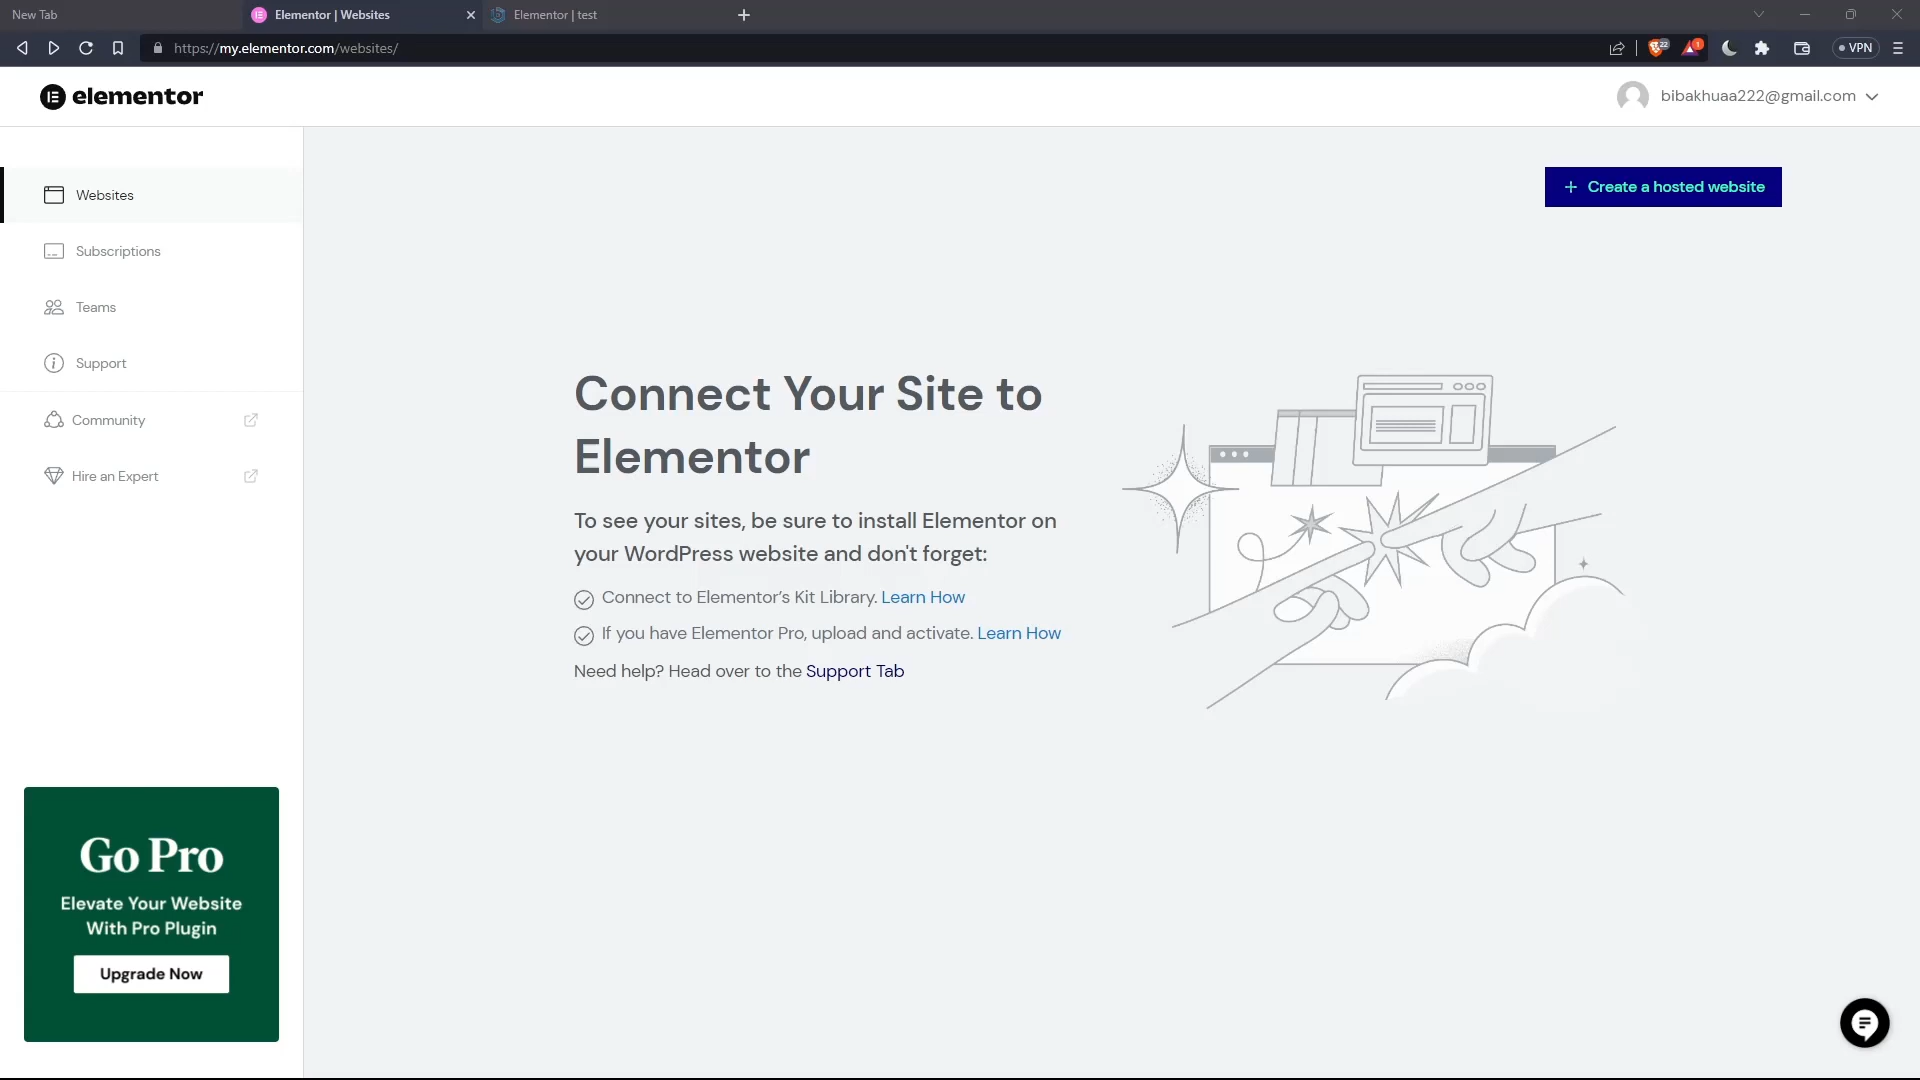 New Tab
Elementor | Websites
Elementor | test
https://my.elementor.com/websites/
22
1
VPN
elementor
bibakhuaa222@gmail.com
Websites
Subscriptions
Teams
Support
Community
Hire an Expert
Create a hosted website
Connect Your Site to
Elementor
To see your sites, be sure to install Elementor on
your WordPress website and don't forget:
Connect to Elementor’s Kit Library. Learn How
If you have Elementor Pro, upload and activate. Learn How
Need help? Head over to the Support Tab
Go Pro
Elevate Your Website
With Pro Plugin
Upgrade Now